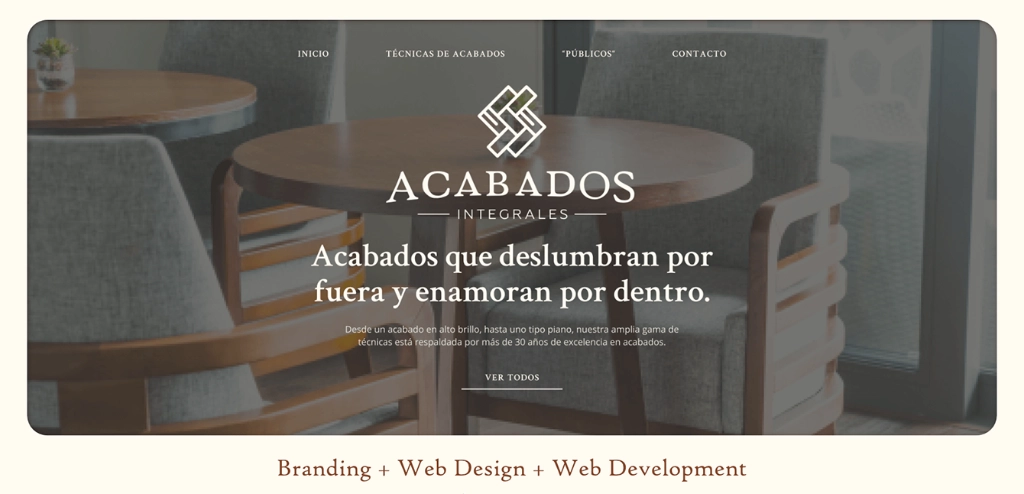 INICIO TÉCNICAS DE ACABADOS "PÚBLICOS" CONTACTO
ACABADOS
INTEGRALES
Acabados que deslumbran por
fuera y enamoran por dentro.
Desde un acabado en alto brillo, hasta uno tipo piano, nuestra amplia gama de
técnicas está respaldada por más de 30 años de excelencia en acabados.
VER TODOS
Branding + Web Design + Web Development